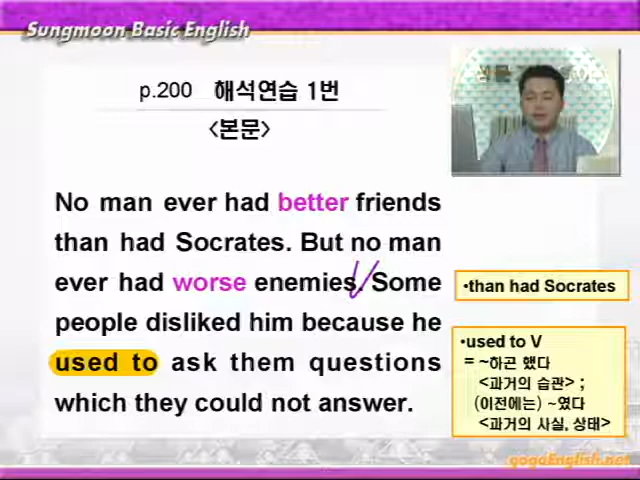 Sungmoon Basic English
p.200 해석연습 1번
<본문>
No man ever had better friends
than had Socrates. But no man
ever had worse enemies. Some
people disliked him because he
used to ask them questions
which they could not answer.
•than had Socrates
•used to V
= ~하곤 했다
<과거의 습관> ;
(이전에는) ~였다
<과거의 사실, 상태>
gogoEnglish.net